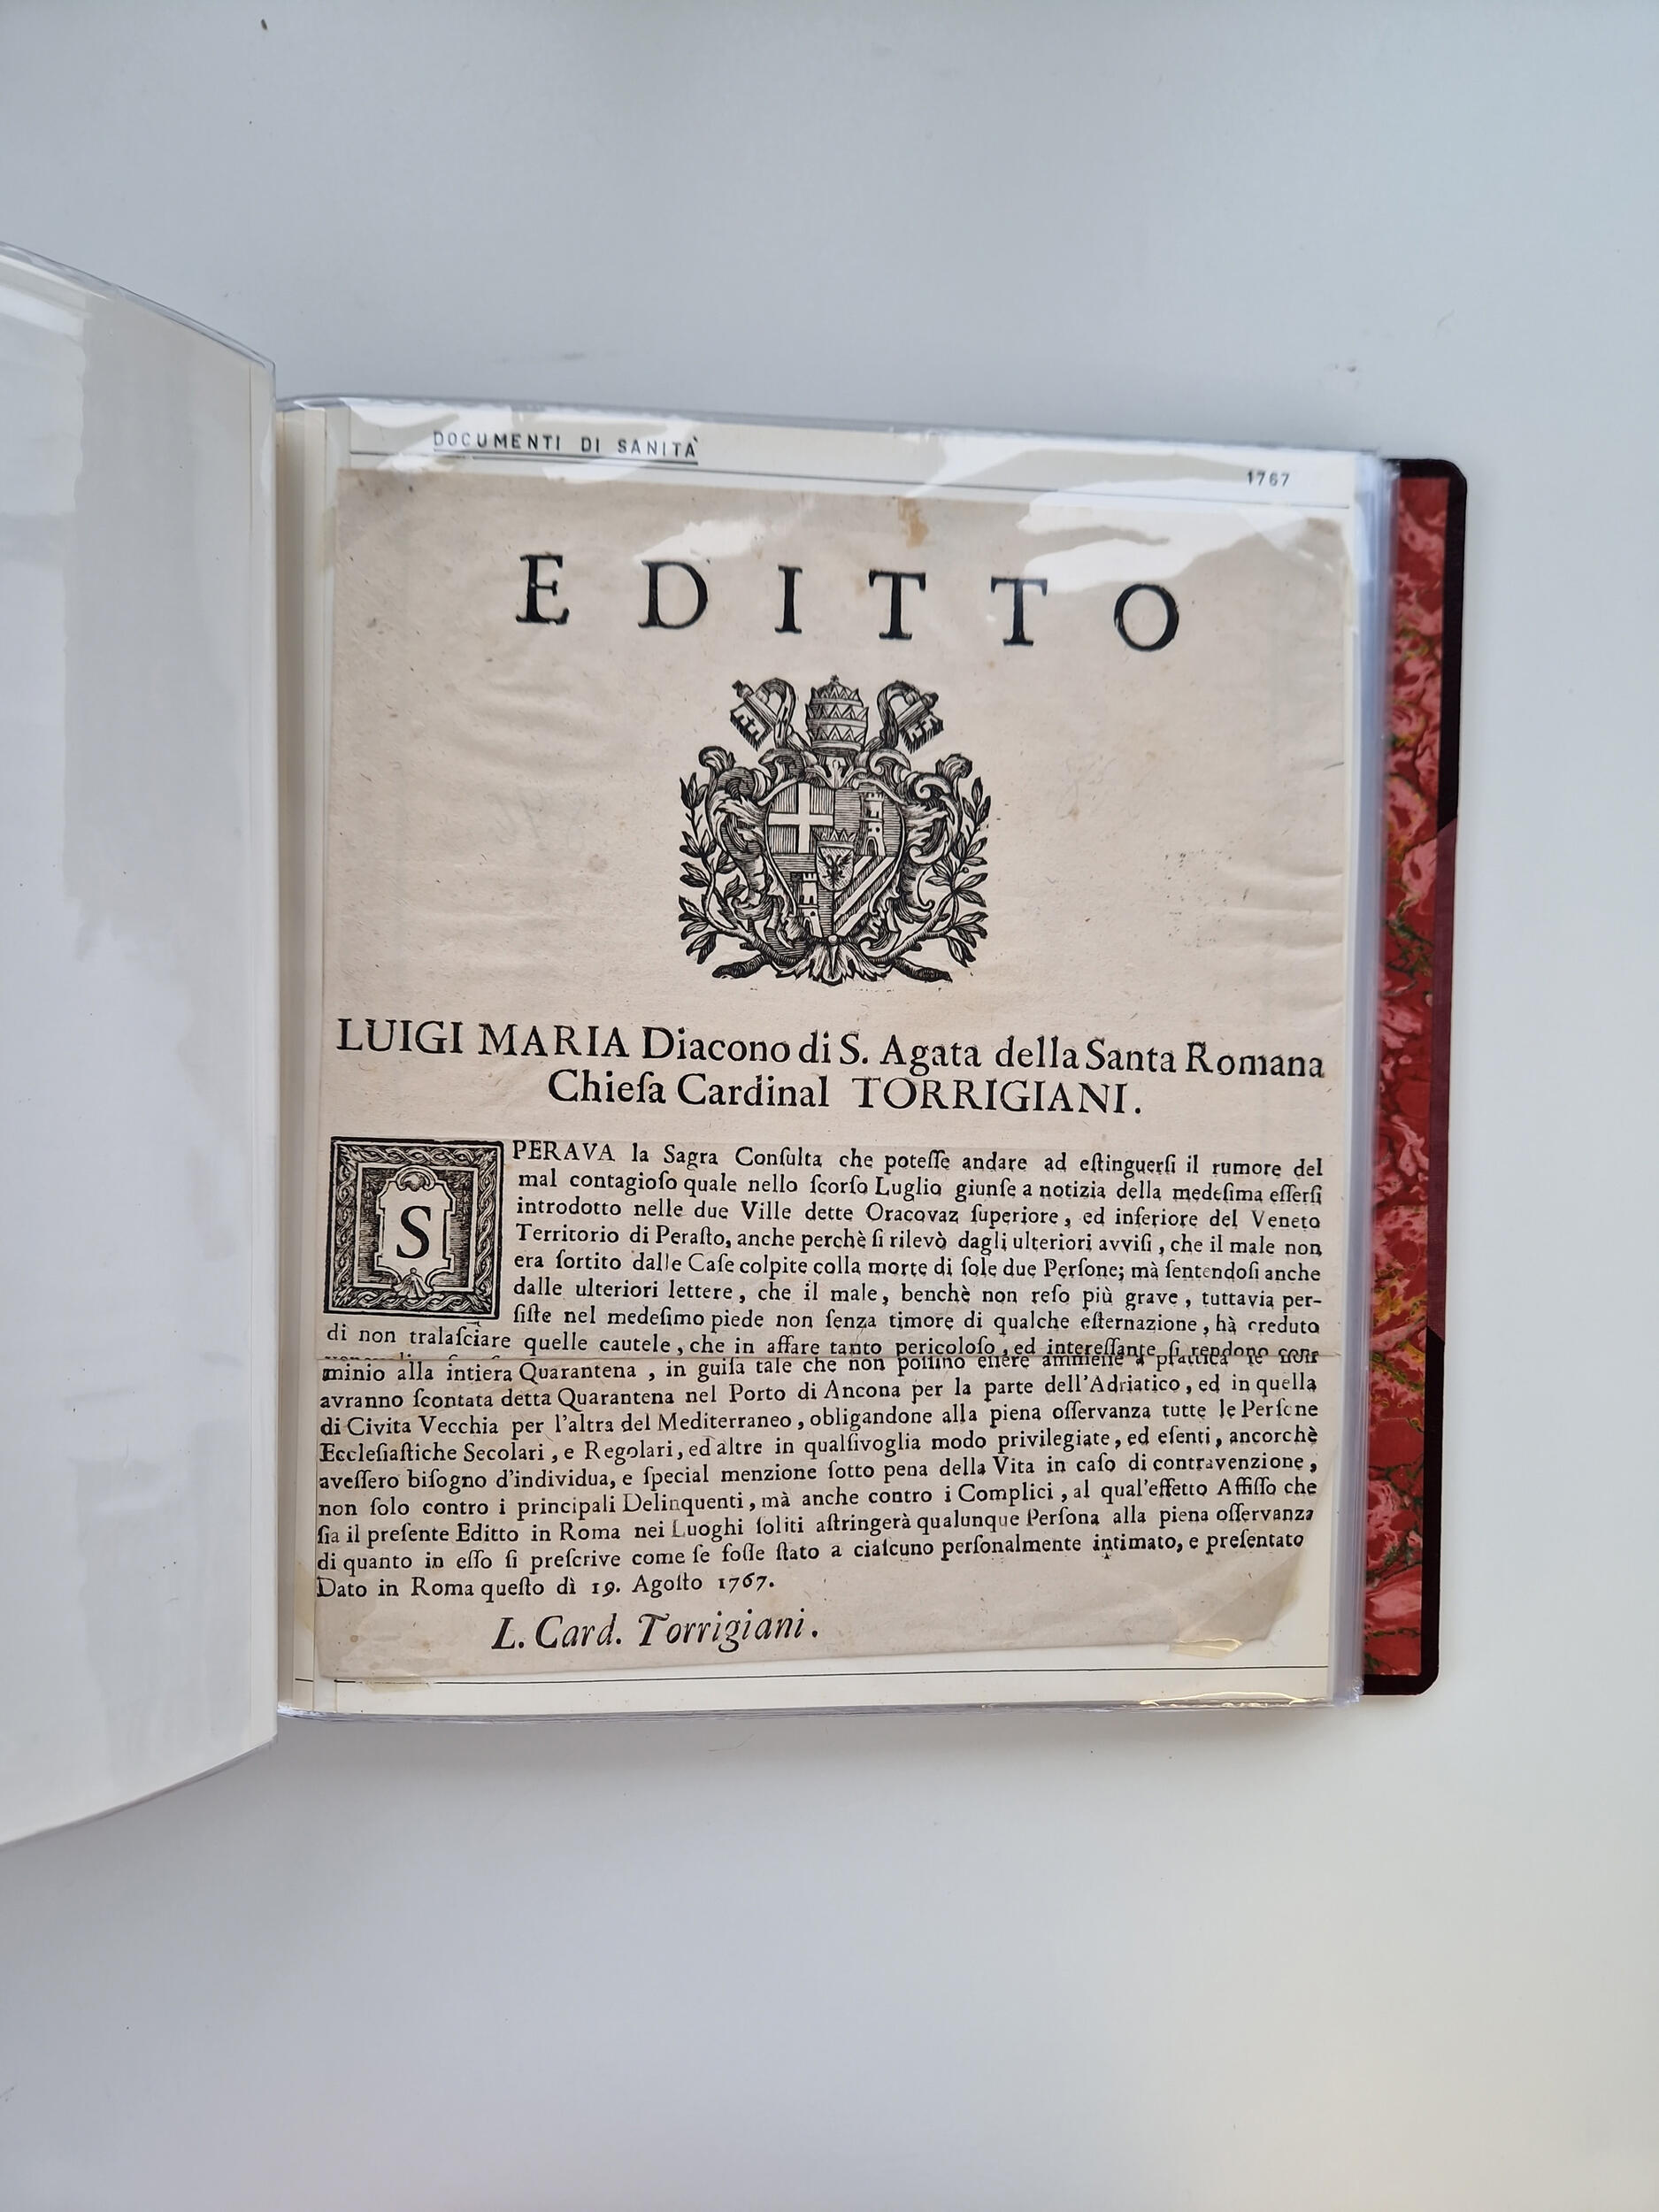 DOCUMENTI DI SANITÀ
1767
EDITTO
LUIGI MARIA Diacono di S. Agata della Santa Romana
Chieſa Cardinal TORRIGIANI.
SPERAVA la Sagra Conſulta che poteſſe andare ad eſtinguerſi il rumore del
mal contagioſo quale nello ſcorſo Luglio giunſe a notizia della medeſima eſſerſi
introdotto nelle due Ville dette Oracovaz ſuperiore, ed inferiore del Veneto
Territorio di Peraſto, anche perchè ſi rilevò dagli ulteriori avviſi, che il male non
era ſortito dalle Caſe colpite colla morte di ſole due Perſone; mà ſentendoſi anche
dalle ulteriori lettere, che il male, benchè non reſo più grave, tuttavia per-
ſiſte nel medeſimo piede non ſenza timore di qualche eſternazione, hà creduto
di non tralaſciare quelle cautele, che in affare tanto pericoloſo, ed intereſſante ſi rendono
minio alla intiera Quarantena, in guiſa tale che non poſſino eſſere ammeſſe a prattica ſe non
avranno ſcontata detta Quarantena nel Porto di Ancona per la parte dell'Adriatico, ed in quella
di Civita Vecchia per l'altra del Mediterraneo, obligandone alla piena oſſervanza tutte le Perſone
Eccleſiaſtiche Secolari, e Regolari, ed altre in qualſivoglia modo privilegiate, ed eſenti, ancorchè
aveſſero biſogno d'individua, e ſpecial menzione ſotto pena della Vita in caſo di contravenzione,
non ſolo contro i principali Delinquenti, mà anche contro i Complici, al qual'effetto Affiſſo che
ſia il preſente Editto in Roma nei Luoghi ſoliti aſtringerà qualunque Perſona alla piena oſſervanza
di quanto in eſſo ſi preſcrive come ſe foſſe ſtato a ciaſcuno perſonalmente intimato, e preſentato
Dato in Roma queſto dì 19. Agoſto 1767.
L. Card. Torrigiani.